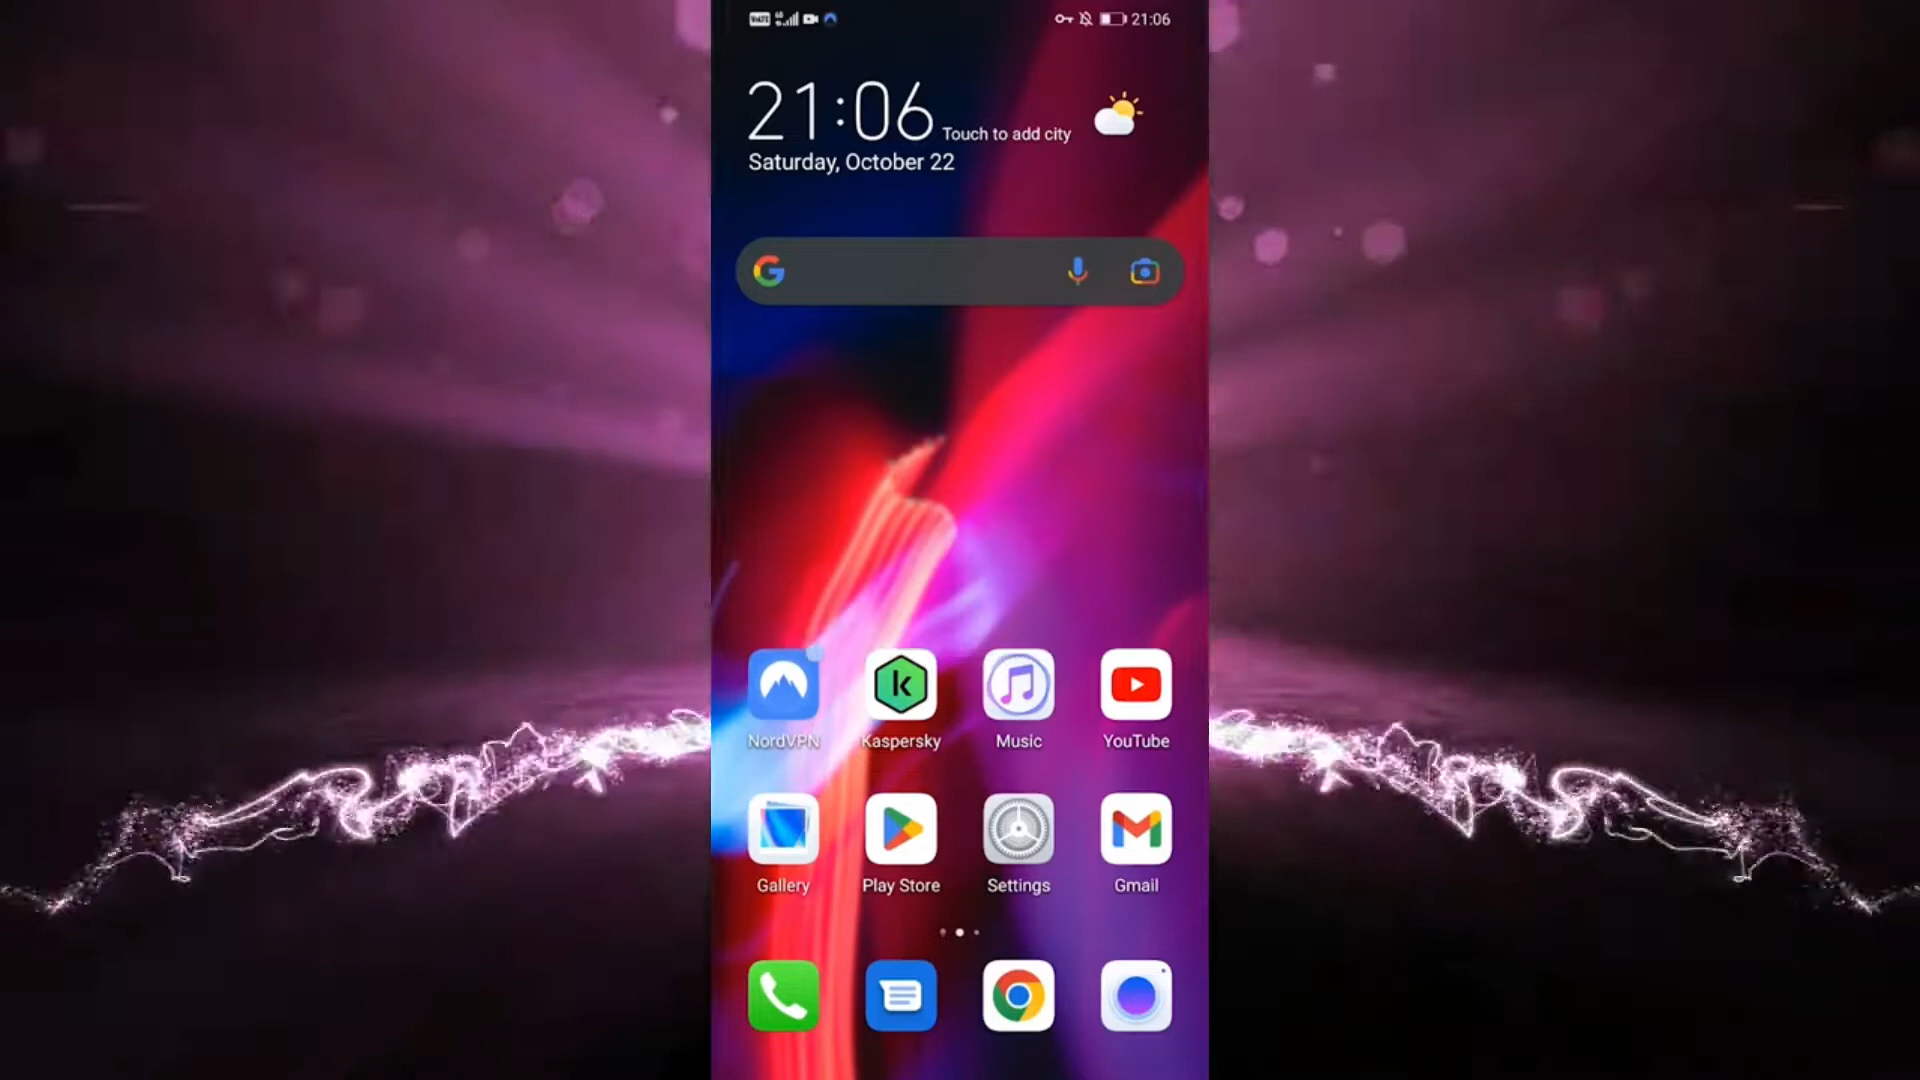 VoLTE 21:06
21:06 Touch to add city
Saturday, October 22
NordVPN Kaspersky Music YouTube
Gallery Play Store Settings Gmail